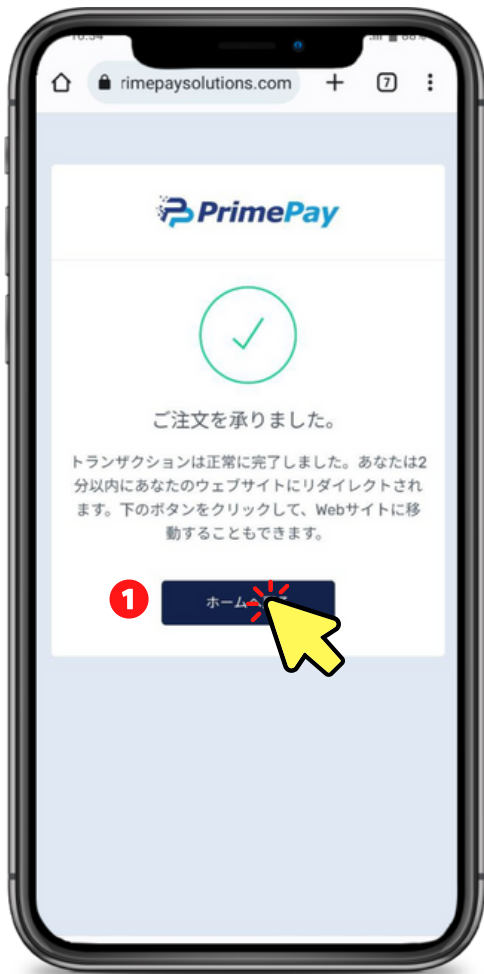 rimepaysolutions.com
7
PrimePay
ご注文を承りました。
トランザクションは正常に完了しました。あなたは2
分以内にあなたのウェブサイトにリダイレクトされ
ます。下のボタンをクリックして、Webサイトに移
動することもできます。
1
ホームへ